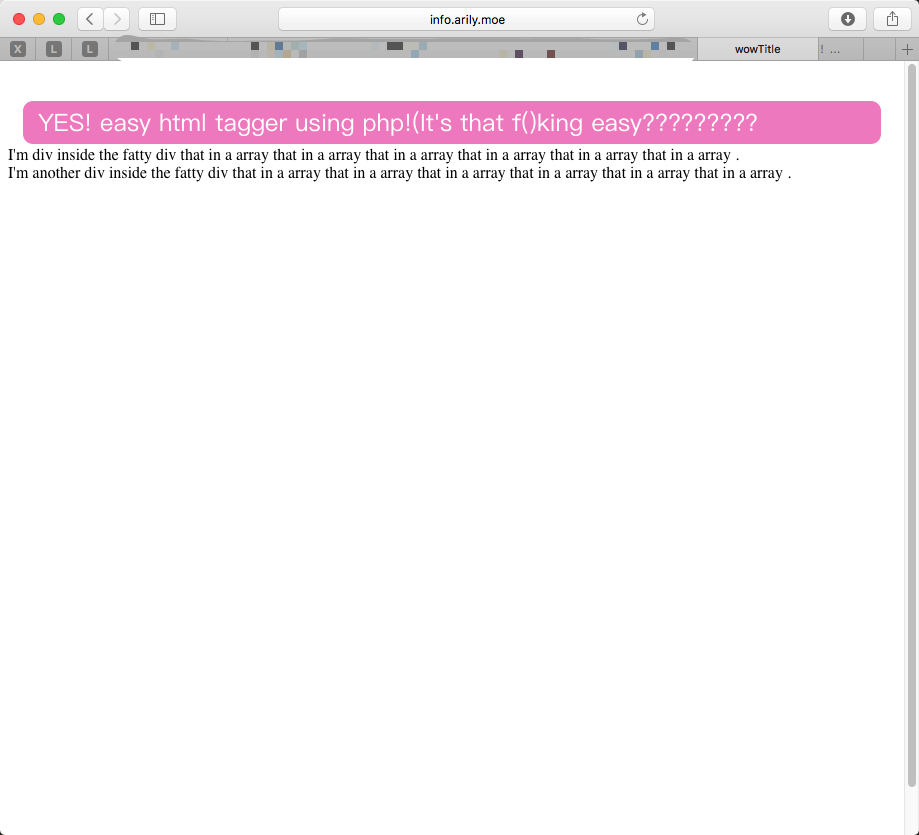 info.arily.moe
X
L
L
wowTitle
! ...
YES! easy html tagger using php!(It's that f()king easy?????????
I'm div inside the fatty div that in a array that in a array that in a array that in a array that in a array that in a array .
I'm another div inside the fatty div that in a array that in a array that in a array that in a array that in a array that in a array .